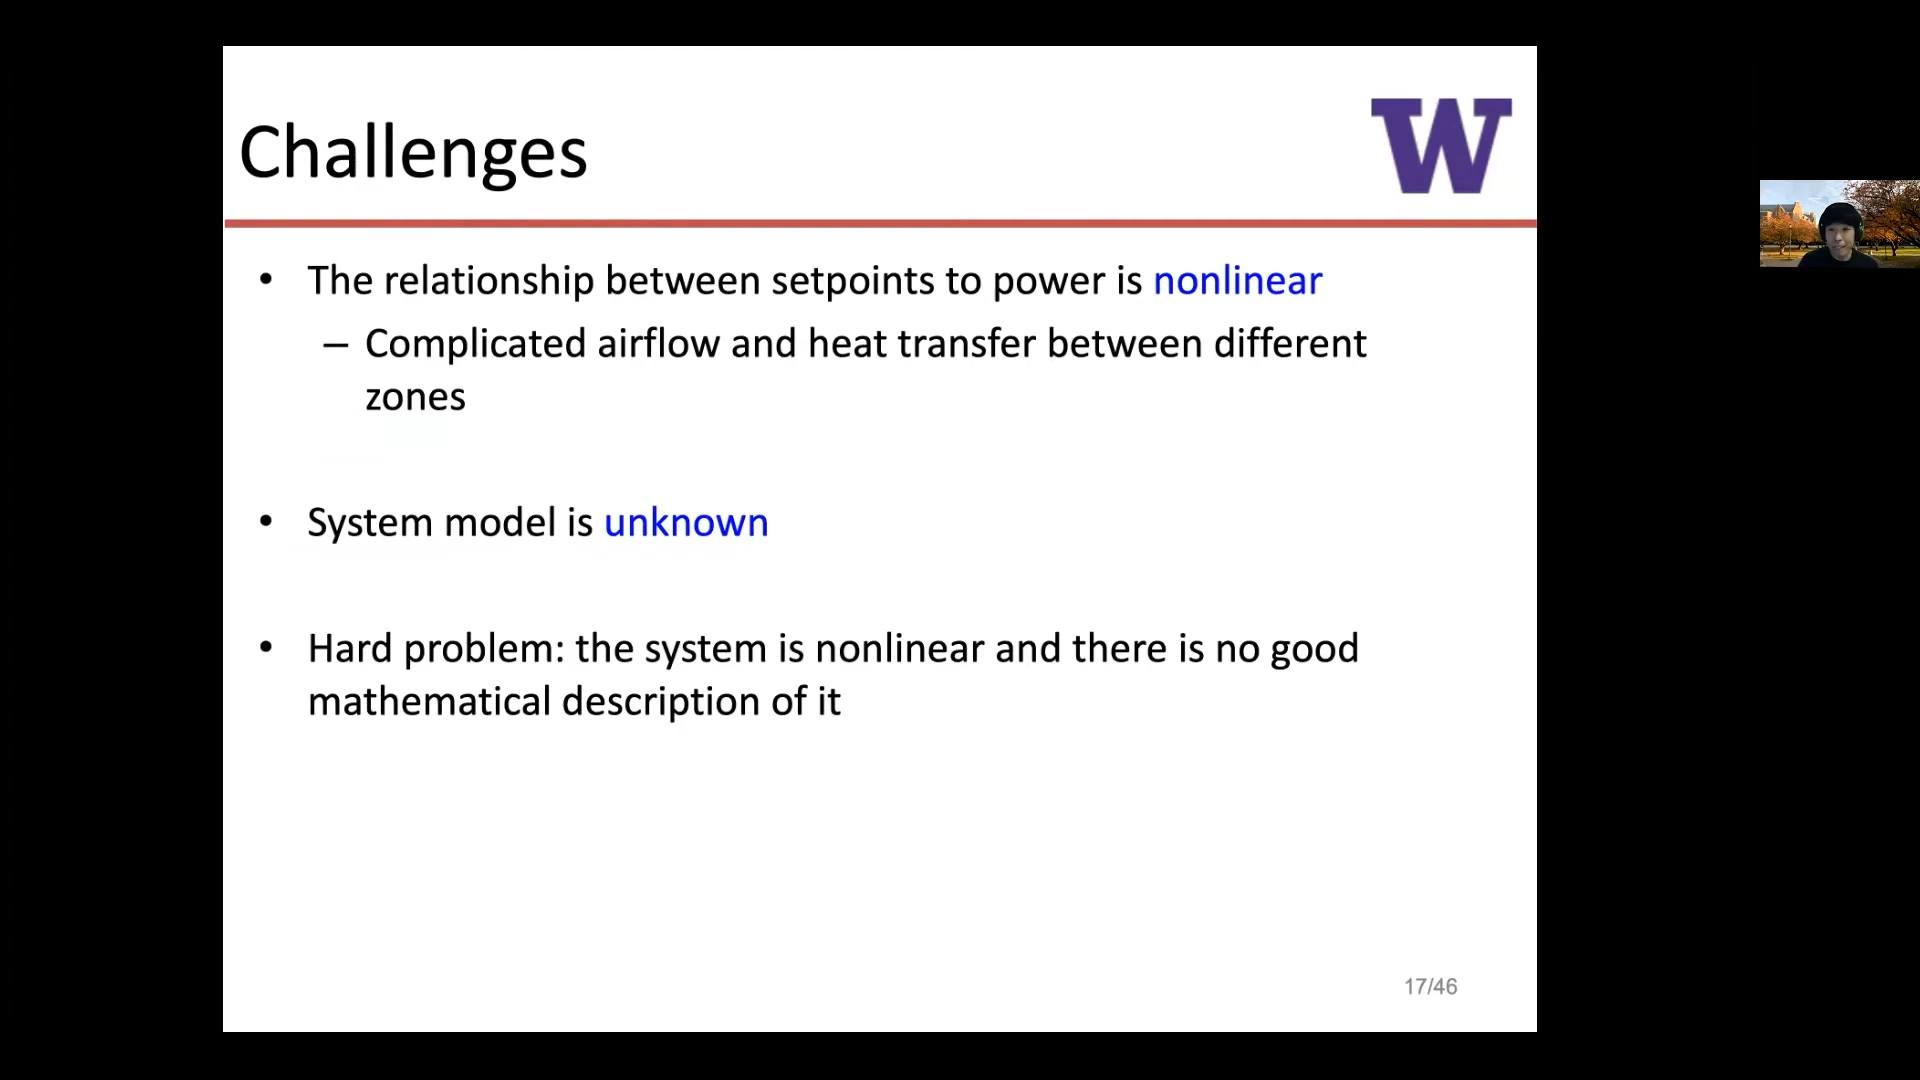 Challenges
W
• The relationship between setpoints to power is nonlinear
– Complicated airflow and heat transfer between different
zones
• System model is unknown
• Hard problem: the system is nonlinear and there is no good
mathematical description of it
17/46